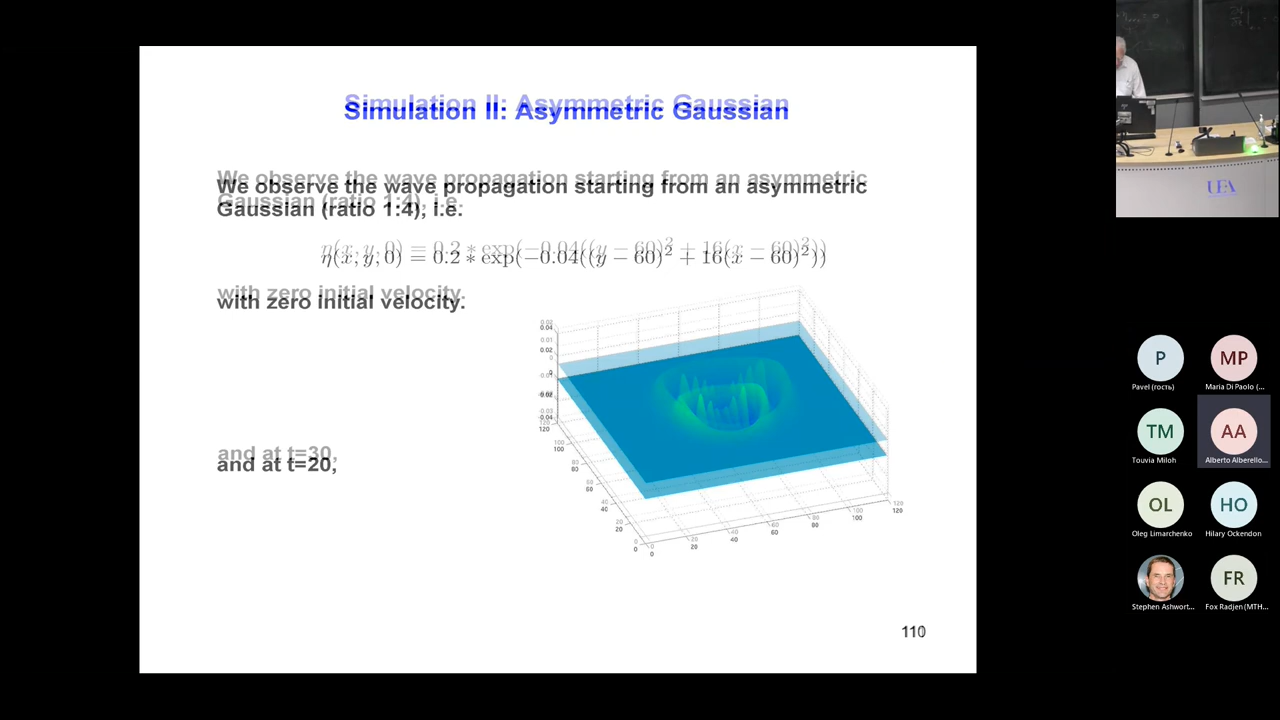 Simulation II: Asymmetric Gaussian
We observe the wave propagation starting from an asymmetric
Gaussian (ratio 1:4), i.e.
η(x, y, 0) = 0.2 ∗ exp(−0.04((y − 60)² + 16(x − 60)²))
with zero initial velocity.
and at t=30,
and at t=20,
110
UEA
P
MP
Pavel (гость)
Maria Di Paolo (...
TM
AA
Touvia Miloh
Alberto Alberello...
OL
HO
Oleg Limarchenko
Hilary Ockendon
FR
Stephen Ashwort...
Fox Radjen (MTH...